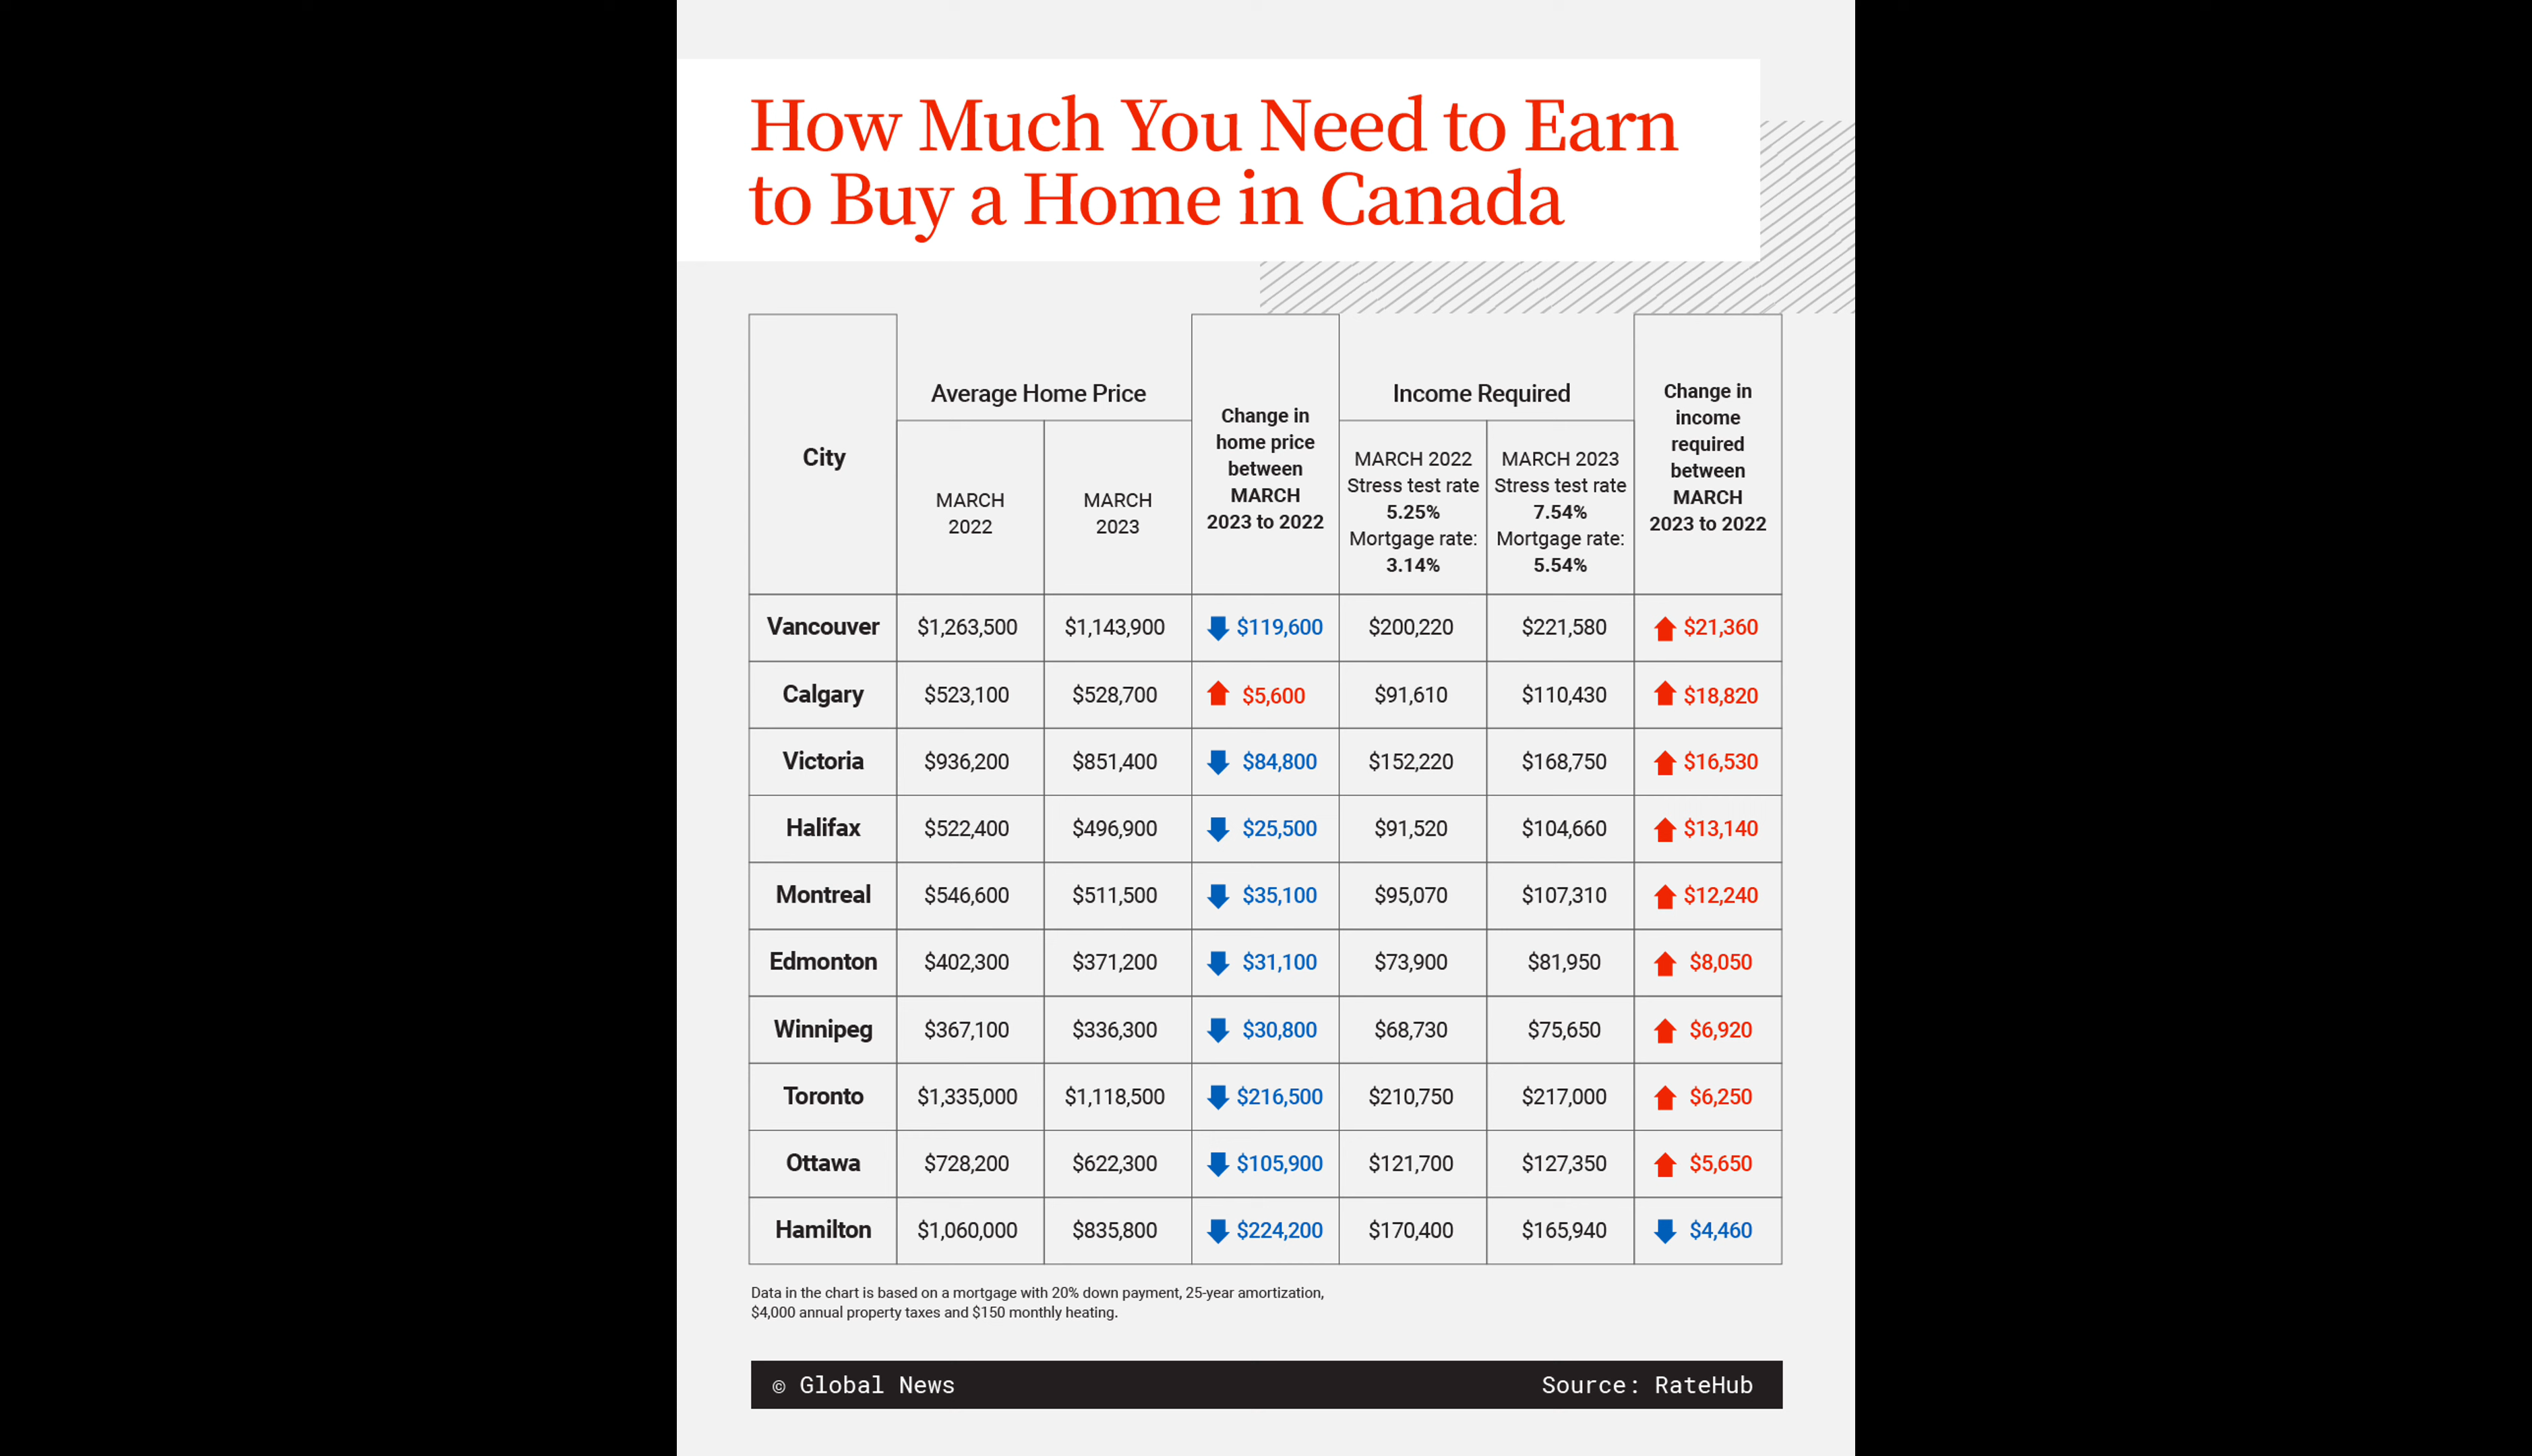 How Much You Need to Earn
to Buy a Home in Canada
City
Average Home Price
MARCH
2022
MARCH
2023
Change in
home price
between
MARCH
2023 to 2022
Income Required
MARCH 2022
Stress test rate
5.25%
Mortgage rate:
3.14%
MARCH 2023
Stress test rate
7.54%
Mortgage rate:
5.54%
Change in
income
required
between
MARCH
2023 to 2022
Vancouver $1,263,500 $1,143,900 $119,600 $200,220 $221,580 $21,360
Calgary $523,100 $528,700 $5,600 $91,610 $110,430 $18,820
Victoria $936,200 $851,400 $84,800 $152,220 $168,750 $16,530
Halifax $522,400 $496,900 $25,500 $91,520 $104,660 $13,140
Montreal $546,600 $511,500 $35,100 $95,070 $107,310 $12,240
Edmonton $402,300 $371,200 $31,100 $73,900 $81,950 $8,050
Winnipeg $367,100 $336,300 $30,800 $68,730 $75,650 $6,920
Toronto $1,335,000 $1,118,500 $216,500 $210,750 $217,000 $6,250
Ottawa $728,200 $622,300 $105,900 $121,700 $127,350 $5,650
Hamilton $1,060,000 $835,800 $224,200 $170,400 $165,940 $4,460
Data in the chart is based on a mortgage with 20% down payment, 25-year amortization,
$4,000 annual property taxes and $150 monthly heating.
© Global News Source: RateHub